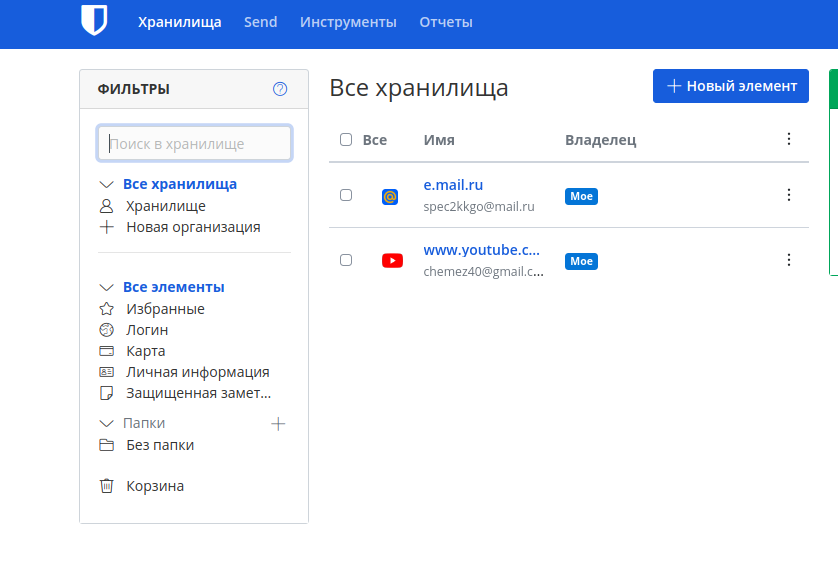 Хранилища Send Инструменты Отчеты
ФИЛЬТРЫ
Поиск в хранилище
Все хранилища
Хранилище
Новая организация
Все элементы
Избранные
Логин
Карта
Личная информация
Защищенная замет...
Папки
Без папки
Корзина
Все хранилища
Новый элемент
Все Имя Владелец
e.mail.ru
spec2kkgo@mail.ru
Мое
www.youtube.c...
chemez40@gmail.c...
Мое